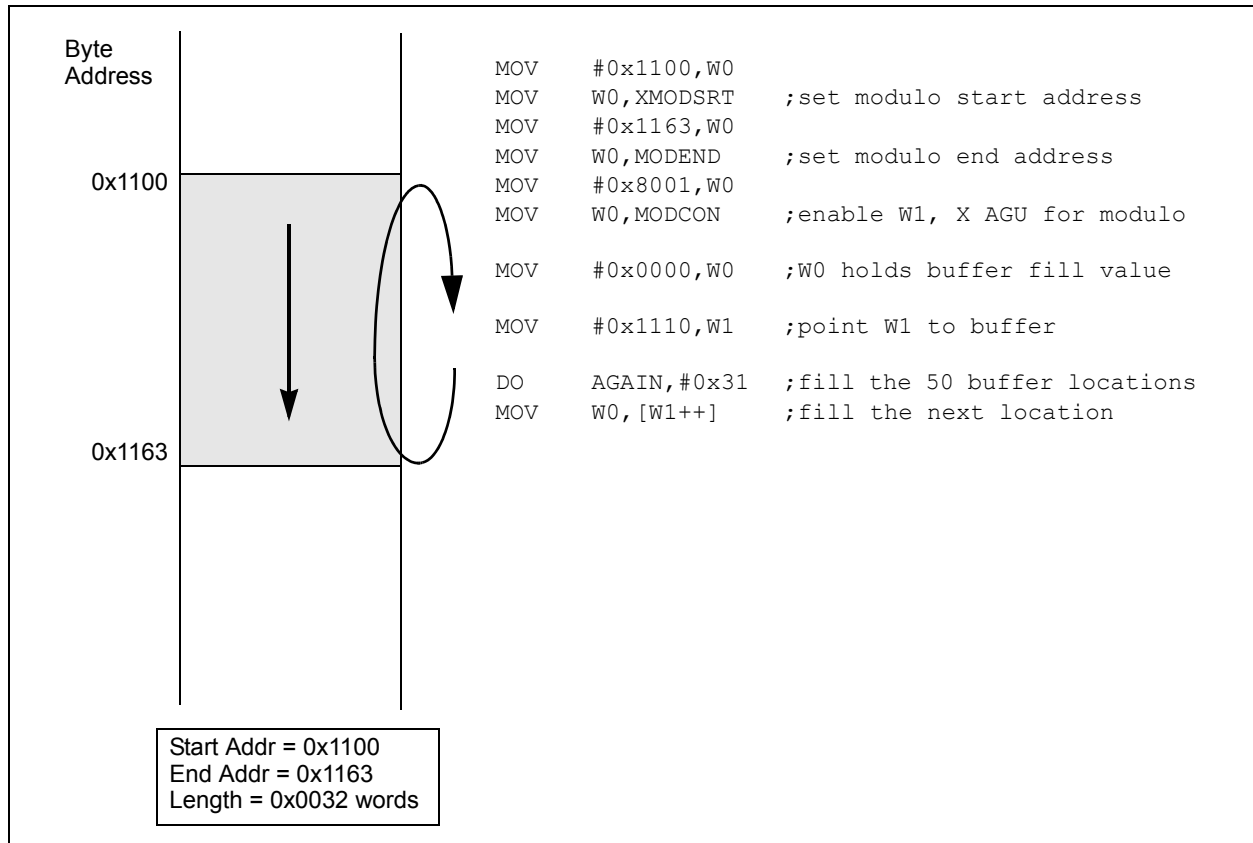 Byte
Address
0x1100
0x1163
MOV #0x1100,W0
MOV W0,XMODSRT ;set modulo start address
MOV #0x1163,W0
MOV W0,MODEND ;set modulo end address
MOV #0x8001,W0
MOV W0,MODCON ;enable W1, X AGU for modulo
MOV #0x0000,W0 ;W0 holds buffer fill value
MOV #0x1110,W1 ;point W1 to buffer
DO AGAIN,#0x31 ;fill the 50 buffer locations
MOV W0,[W1++] ;fill the next location
Start Addr = 0x1100
End Addr = 0x1163
Length = 0x0032 words